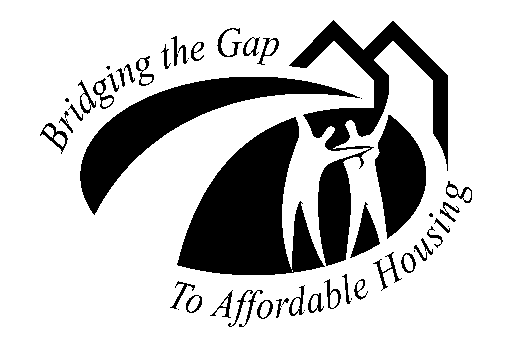 Bridging the Gap
To Affordable Housing